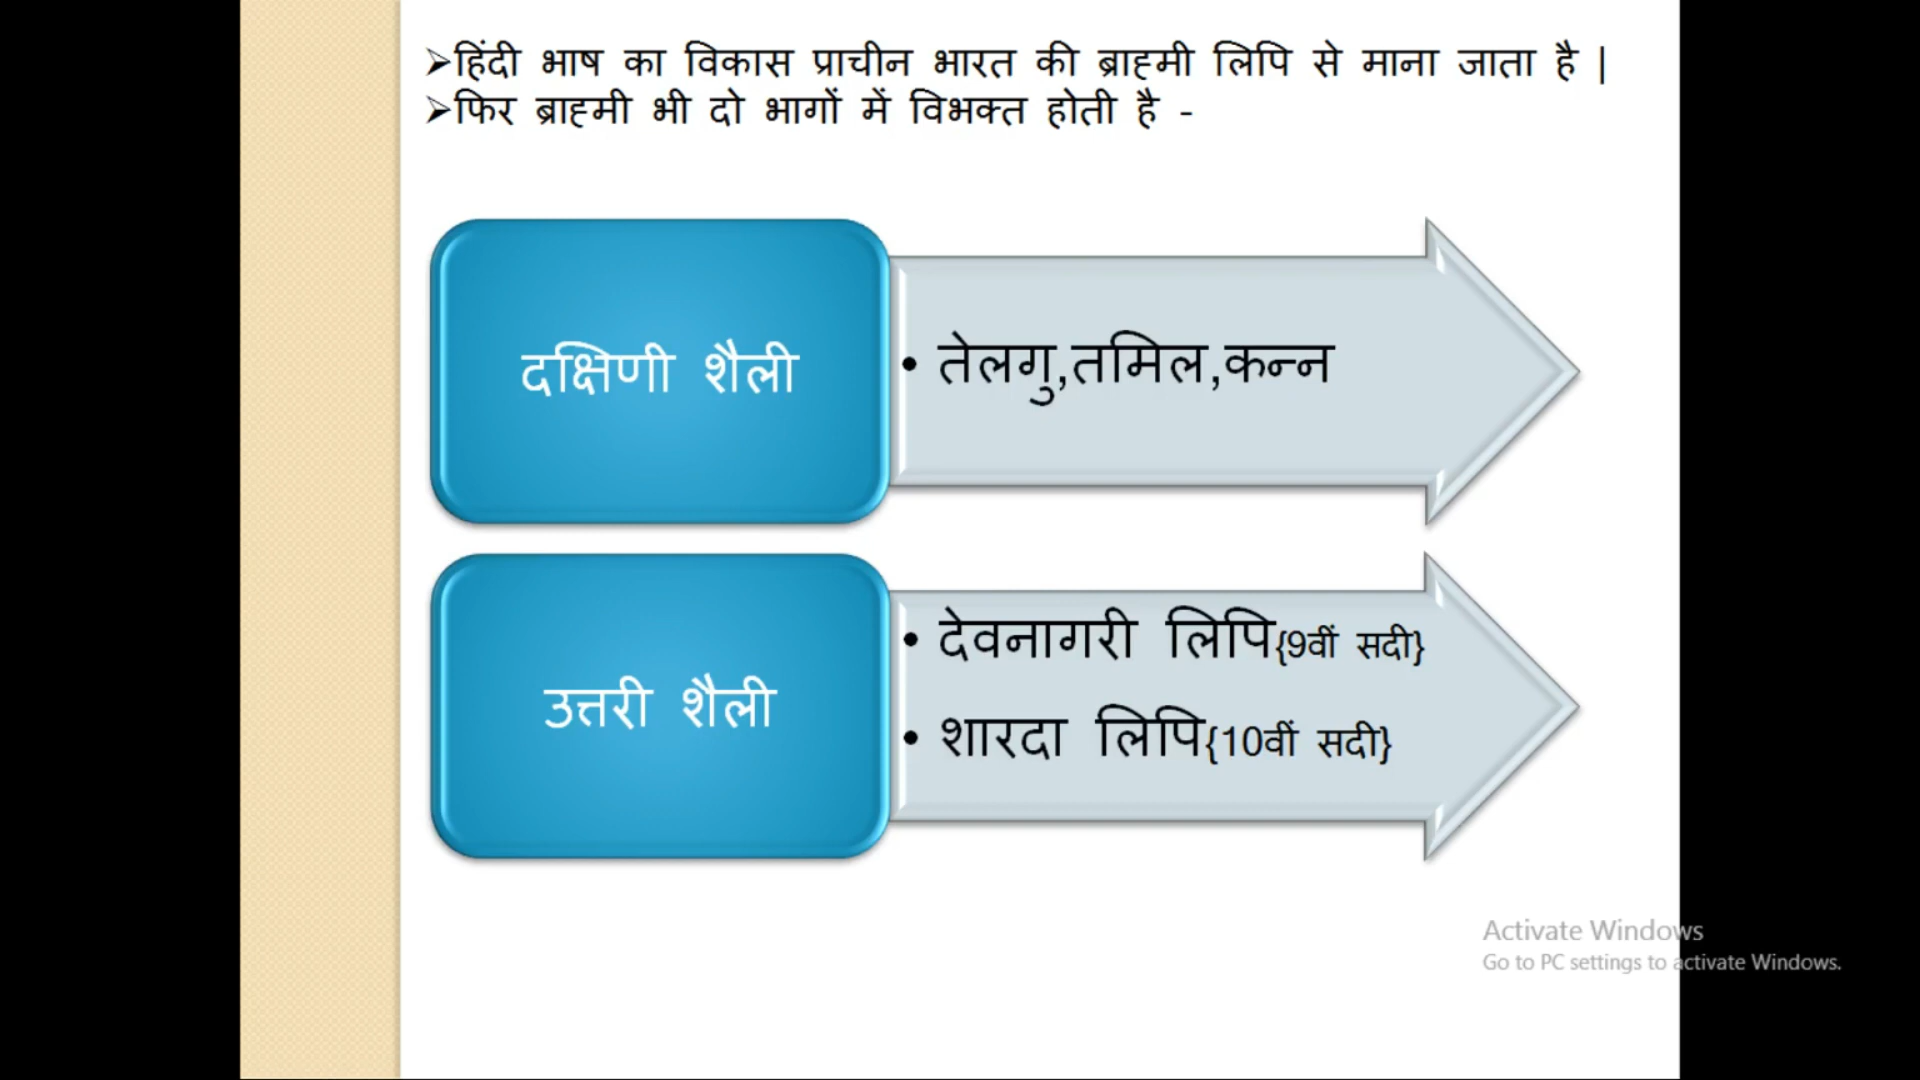 ➢हिंदी भाष का विकास प्राचीन भारत की ब्राह्मी लिपि से माना जाता है |
➢फिर ब्राह्मी भी दो भागों में विभक्त होती है -
दक्षिणी शैली
• तेलगु,तमिल,कन्न
उत्तरी शैली
• देवनागरी लिपि{9वीं सदी}
• शारदा लिपि{10वीं सदी}
Activate Windows
Go to PC settings to activate Windows.